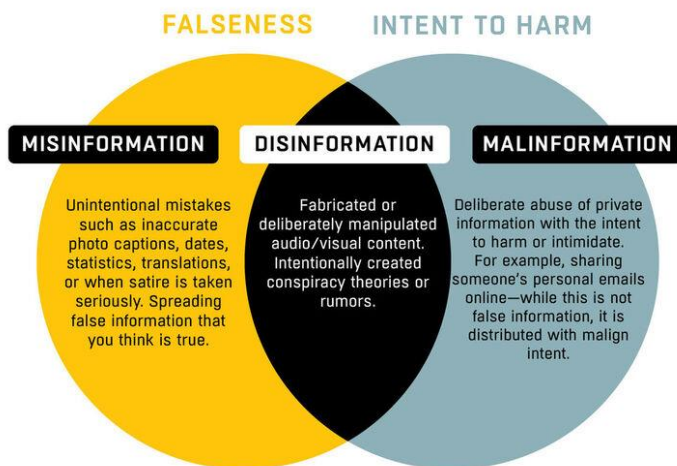 FALSENESS
INTENT TO HARM
MISINFORMATION
Unintentional mistakes
such as inaccurate
photo captions, dates,
statistics, translations,
or when satire is taken
seriously. Spreading
false information that
you think is true.
DISINFORMATION
Fabricated or
deliberately manipulated
audio/visual content.
Intentionally created
conspiracy theories or
rumors.
MALINFORMATION
Deliberate abuse of private
information with the intent
to harm or intimidate.
For example, sharing
someone's personal emails
online—while this is not
false information, it is
distributed with malign
intent.